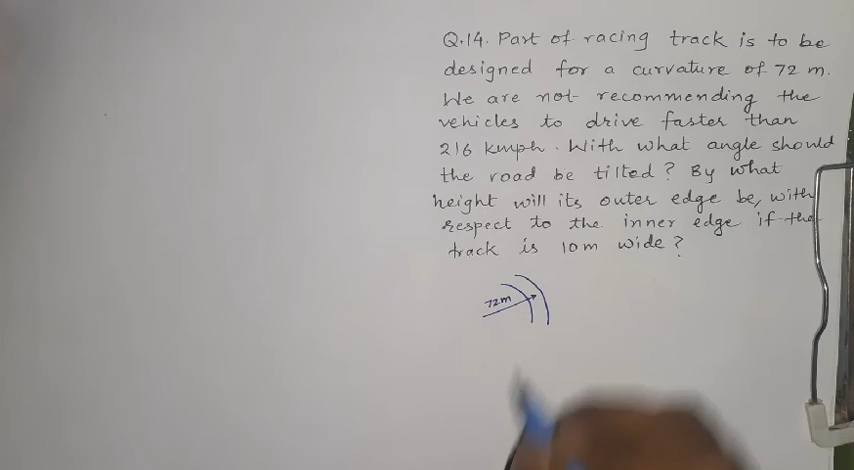 Q.14. Part of racing track is to be
designed for a curvature of 72 m.
We are not recommending the
vehicles to drive faster than
216 kmph. With what angle should
the road be tilted? By what
height will its outer edge be, with
respect to the inner edge if the
track is 10m wide?
72m